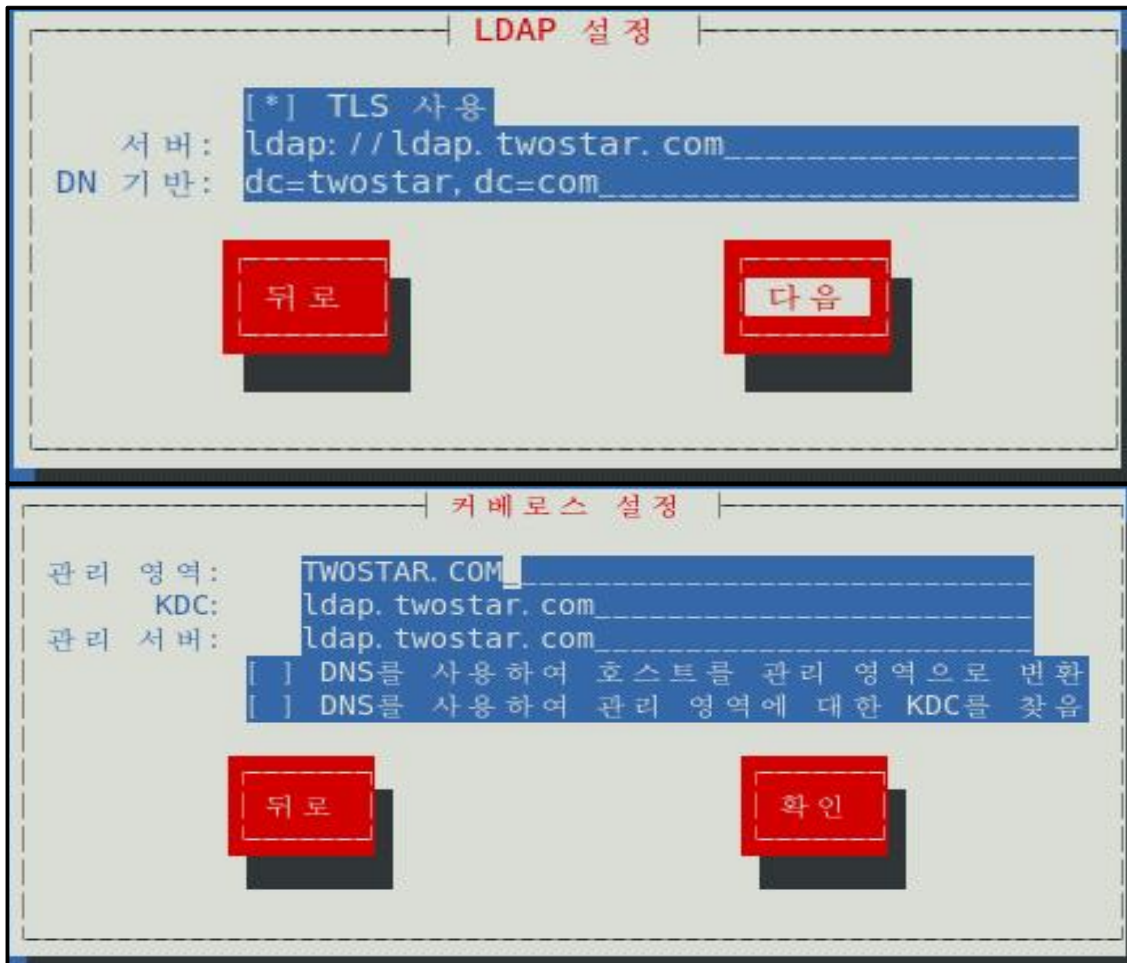 LDAP 설정
[*] TLS 사용
서버: ldap://ldap.twostar.com
DN 기반: dc=twostar,dc=com
뒤로 다음
커베로스 설정
관리 영역: TWOSTAR.COM
KDC: ldap.twostar.com
관리 서버: ldap.twostar.com
[ ] DNS를 사용하여 호스트를 관리 영역으로 변환
[ ] DNS를 사용하여 관리 영역에 대한 KDC를 찾음
뒤로 확인